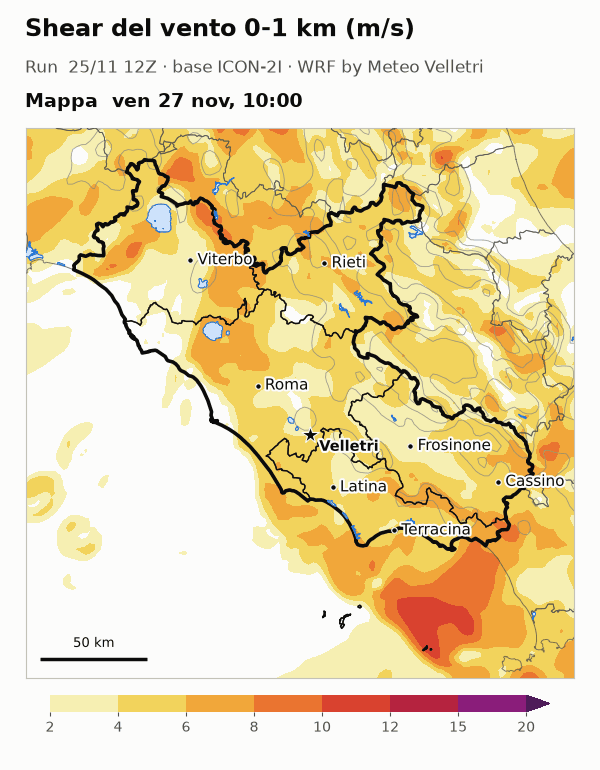 Shear del vento 0-1 km (m/s)
Run  25/11 12Z · base ICON-2I · WRF by Meteo Velletri
Mappa  ven 27 nov, 10:00
Viterbo
Rieti
Roma
Velletri
Frosinone
Latina
Cassino
Terracina
50 km
2 4 6 8 10 12 15 20